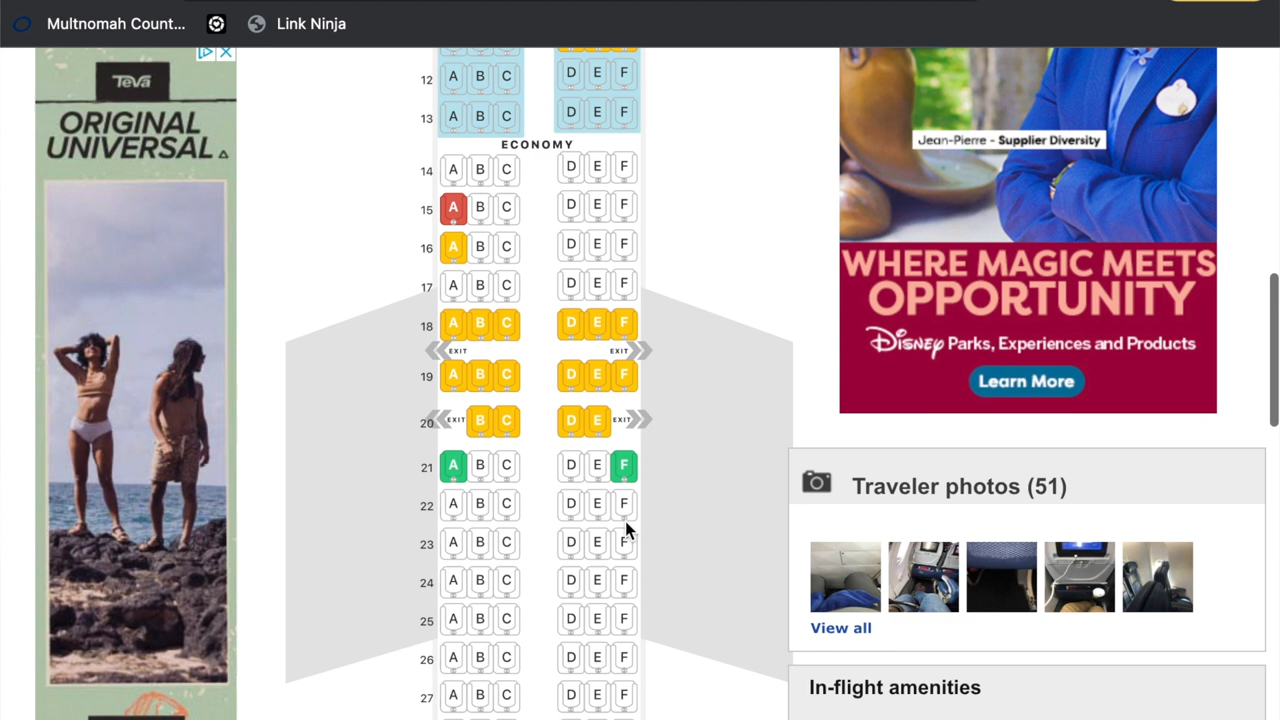 Multnomah Count...
Link Ninja
Teva
ORIGINAL
UNIVERSAL
12 A B C D E F
13 A B C D E F
ECONOMY
14 A B C D E F
15 A B C D E F
16 A B C D E F
17 A B C D E F
18 A B C D E F
EXIT EXIT
19 A B C D E F
20 EXIT B C D E EXIT
21 A B C D E F
22 A B C D E F
23 A B C D E F
24 A B C D E F
25 A B C D E F
26 A B C D E F
27 A B C D E F
Jean-Pierre - Supplier Diversity
WHERE MAGIC MEETS
OPPORTUNITY
Disney Parks, Experiences and Products
Learn More
Traveler photos (51)
View all
In-flight amenities